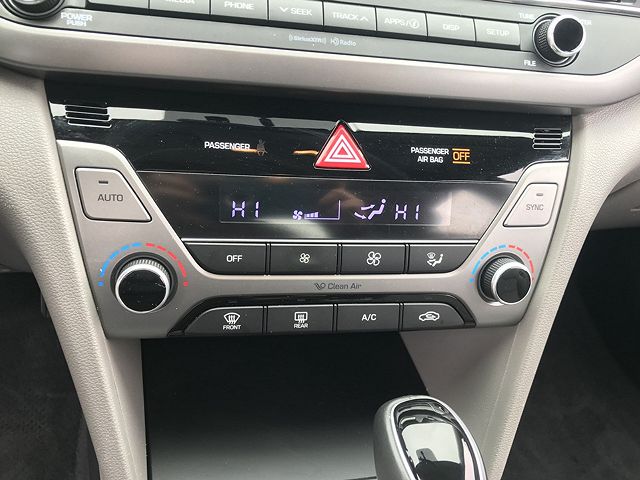 POWER
PUSH
PHONE
SEEK
TRACK
APPS/i
DISP
SETUP
TUNE
FILE
SiriusXM HD Radio
PASSENGER
PASSENGER
AIR BAG OFF
AUTO
HI
HI
SYNC
OFF
Clean Air
FRONT
REAR
A/C